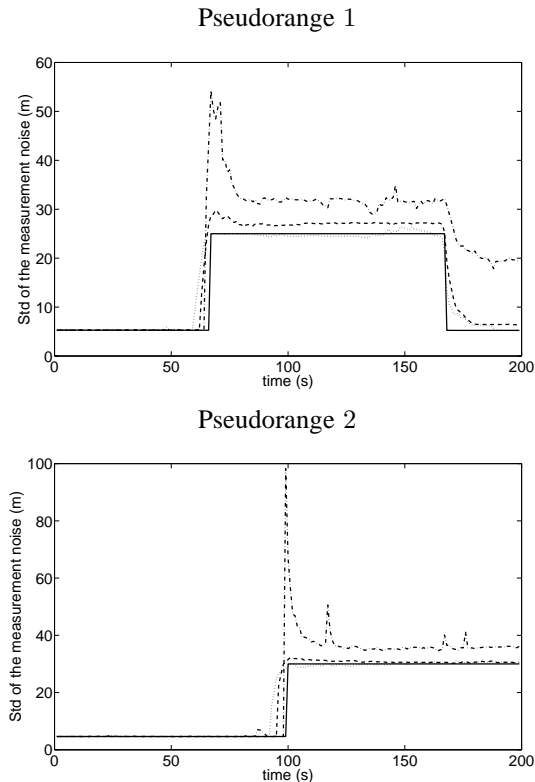 Pseudorange 1
60
50
40
30
20
10
0
Std of the measurement noise (m)
0 50 100 150 200
time (s)
Pseudorange 2
100
80
60
40
20
0
Std of the measurement noise (m)
0 50 100 150 200
time (s)